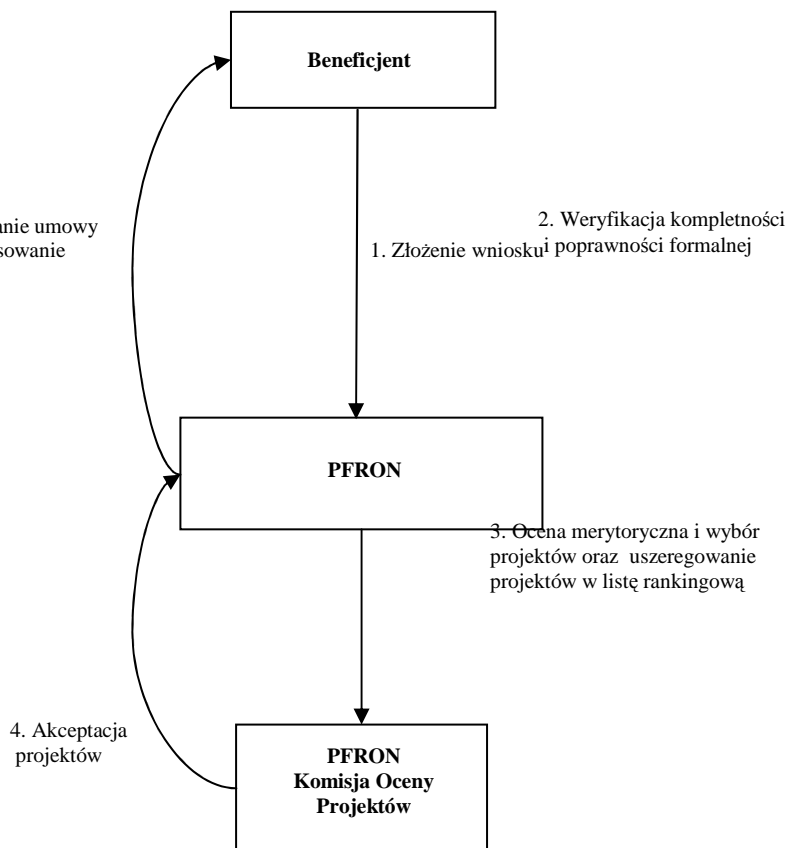 Beneficjent
anie umowy
sowanie
1. Złożenie wniosku
2. Weryfikacja kompletności
i poprawności formalnej
PFRON
3. Ocena merytoryczna i wybór
projektów oraz uszeregowanie
projektów w listę rankingową
4. Akceptacja
projektów
PFRON
Komisja Oceny
Projektów